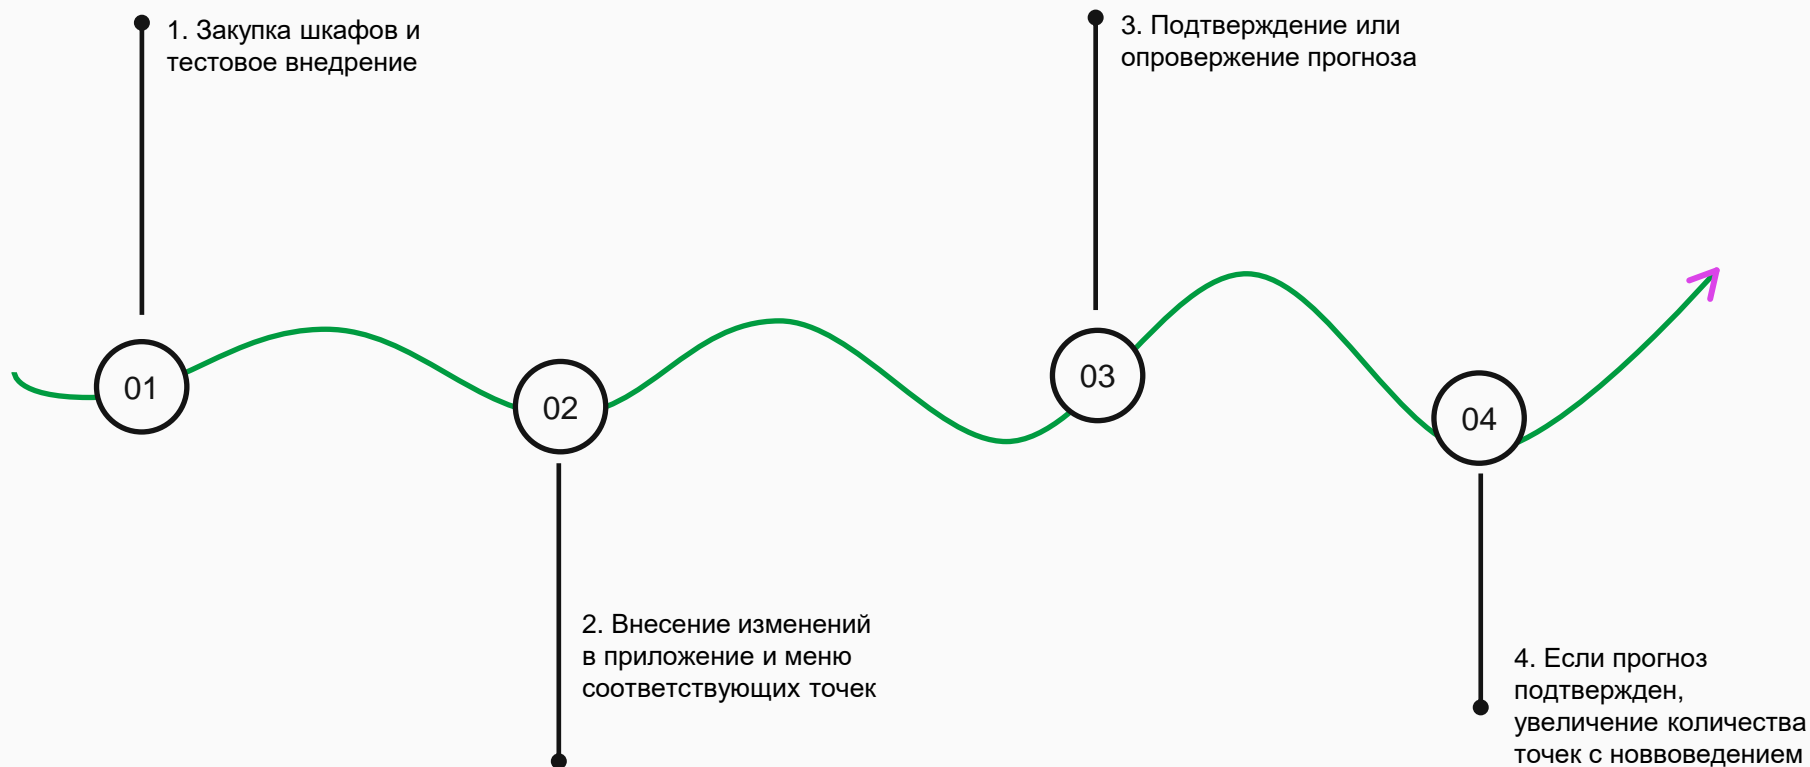 1. Закупка шкафов и
тестовое внедрение
01
02
2. Внесение изменений
в приложение и меню
соответствующих точек
3. Подтверждение или
опровержение прогноза
03
04
4. Если прогноз
подтвержден,
увеличение количества
точек с новвоведением